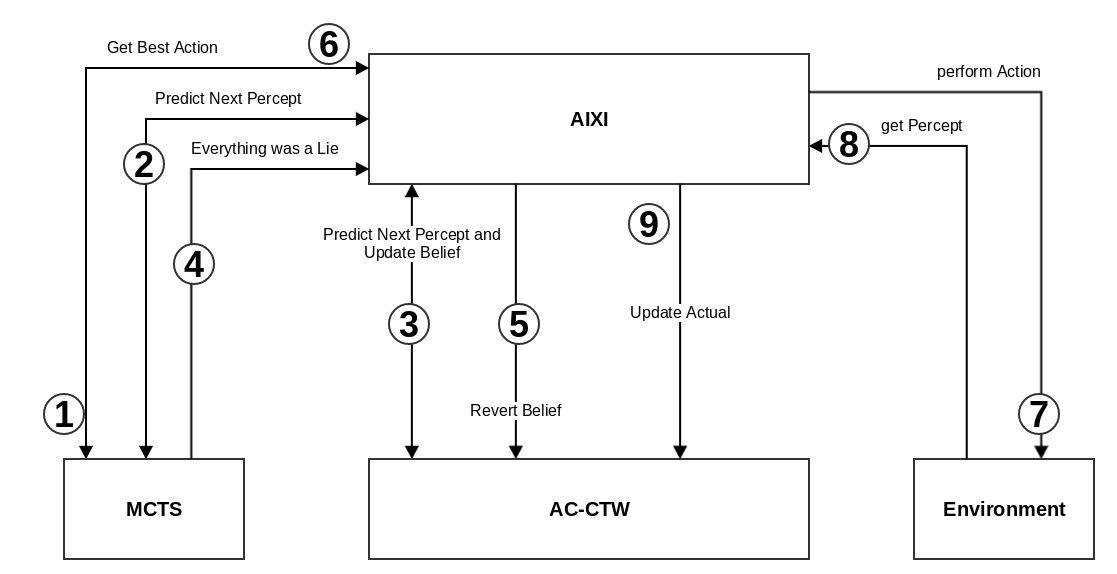 6
Get Best Action
perform Action
Predict Next Percept
AIXI
8
get Percept
2
Everything was a Lie
9
Predict Next Percept and
Update Belief
4
3
5
Update Actual
1
Revert Belief
7
MCTS
AC-CTW
Environment